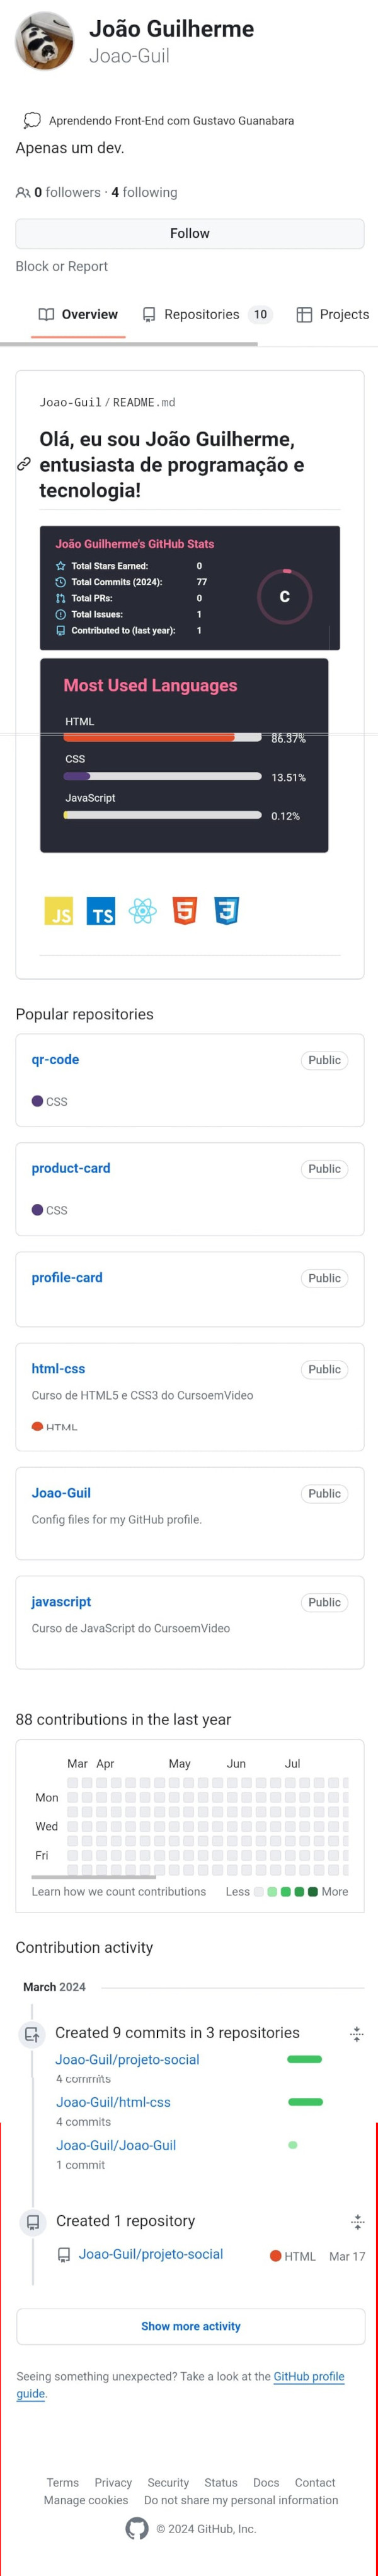 João Guilherme
Joao-Guil
Aprendendo Front-End com Gustavo Guanabara
Apenas um dev.
0 followers · 4 following
Follow
Block or Report
Overview Repositories 10 Projects
Joao-Guil / README.md
Olá, eu sou João Guilherme,
entusiasta de programação e
tecnologia!
João Guilherme's GitHub Stats
Total Stars Earned: 0
Total Commits (2024): 77
Total PRs: 0
Total Issues: 1
Contributed to (last year): 1
C
Most Used Languages
HTML
86.37%
CSS
13.51%
JavaScript
0.12%
JS TS 5 3
Popular repositories
qr-code Public
CSS
product-card Public
CSS
profile-card Public
html-css Public
Curso de HTML5 e CSS3 do CursoemVideo
HTML
Joao-Guil Public
Config files for my GitHub profile.
javascript Public
Curso de JavaScript do CursoemVideo
88 contributions in the last year
Mar Apr May Jun Jul
Mon
Wed
Fri
Learn how we count contributions Less More
Contribution activity
March 2024
Created 9 commits in 3 repositories
Joao-Guil/projeto-social
4 commits
Joao-Guil/html-css
4 commits
Joao-Guil/Joao-Guil
1 commit
Created 1 repository
Joao-Guil/projeto-social HTML Mar 17
Show more activity
Seeing something unexpected? Take a look at the GitHub profile
guide.
Terms Privacy Security Status Docs Contact
Manage cookies Do not share my personal information
© 2024 GitHub, Inc.